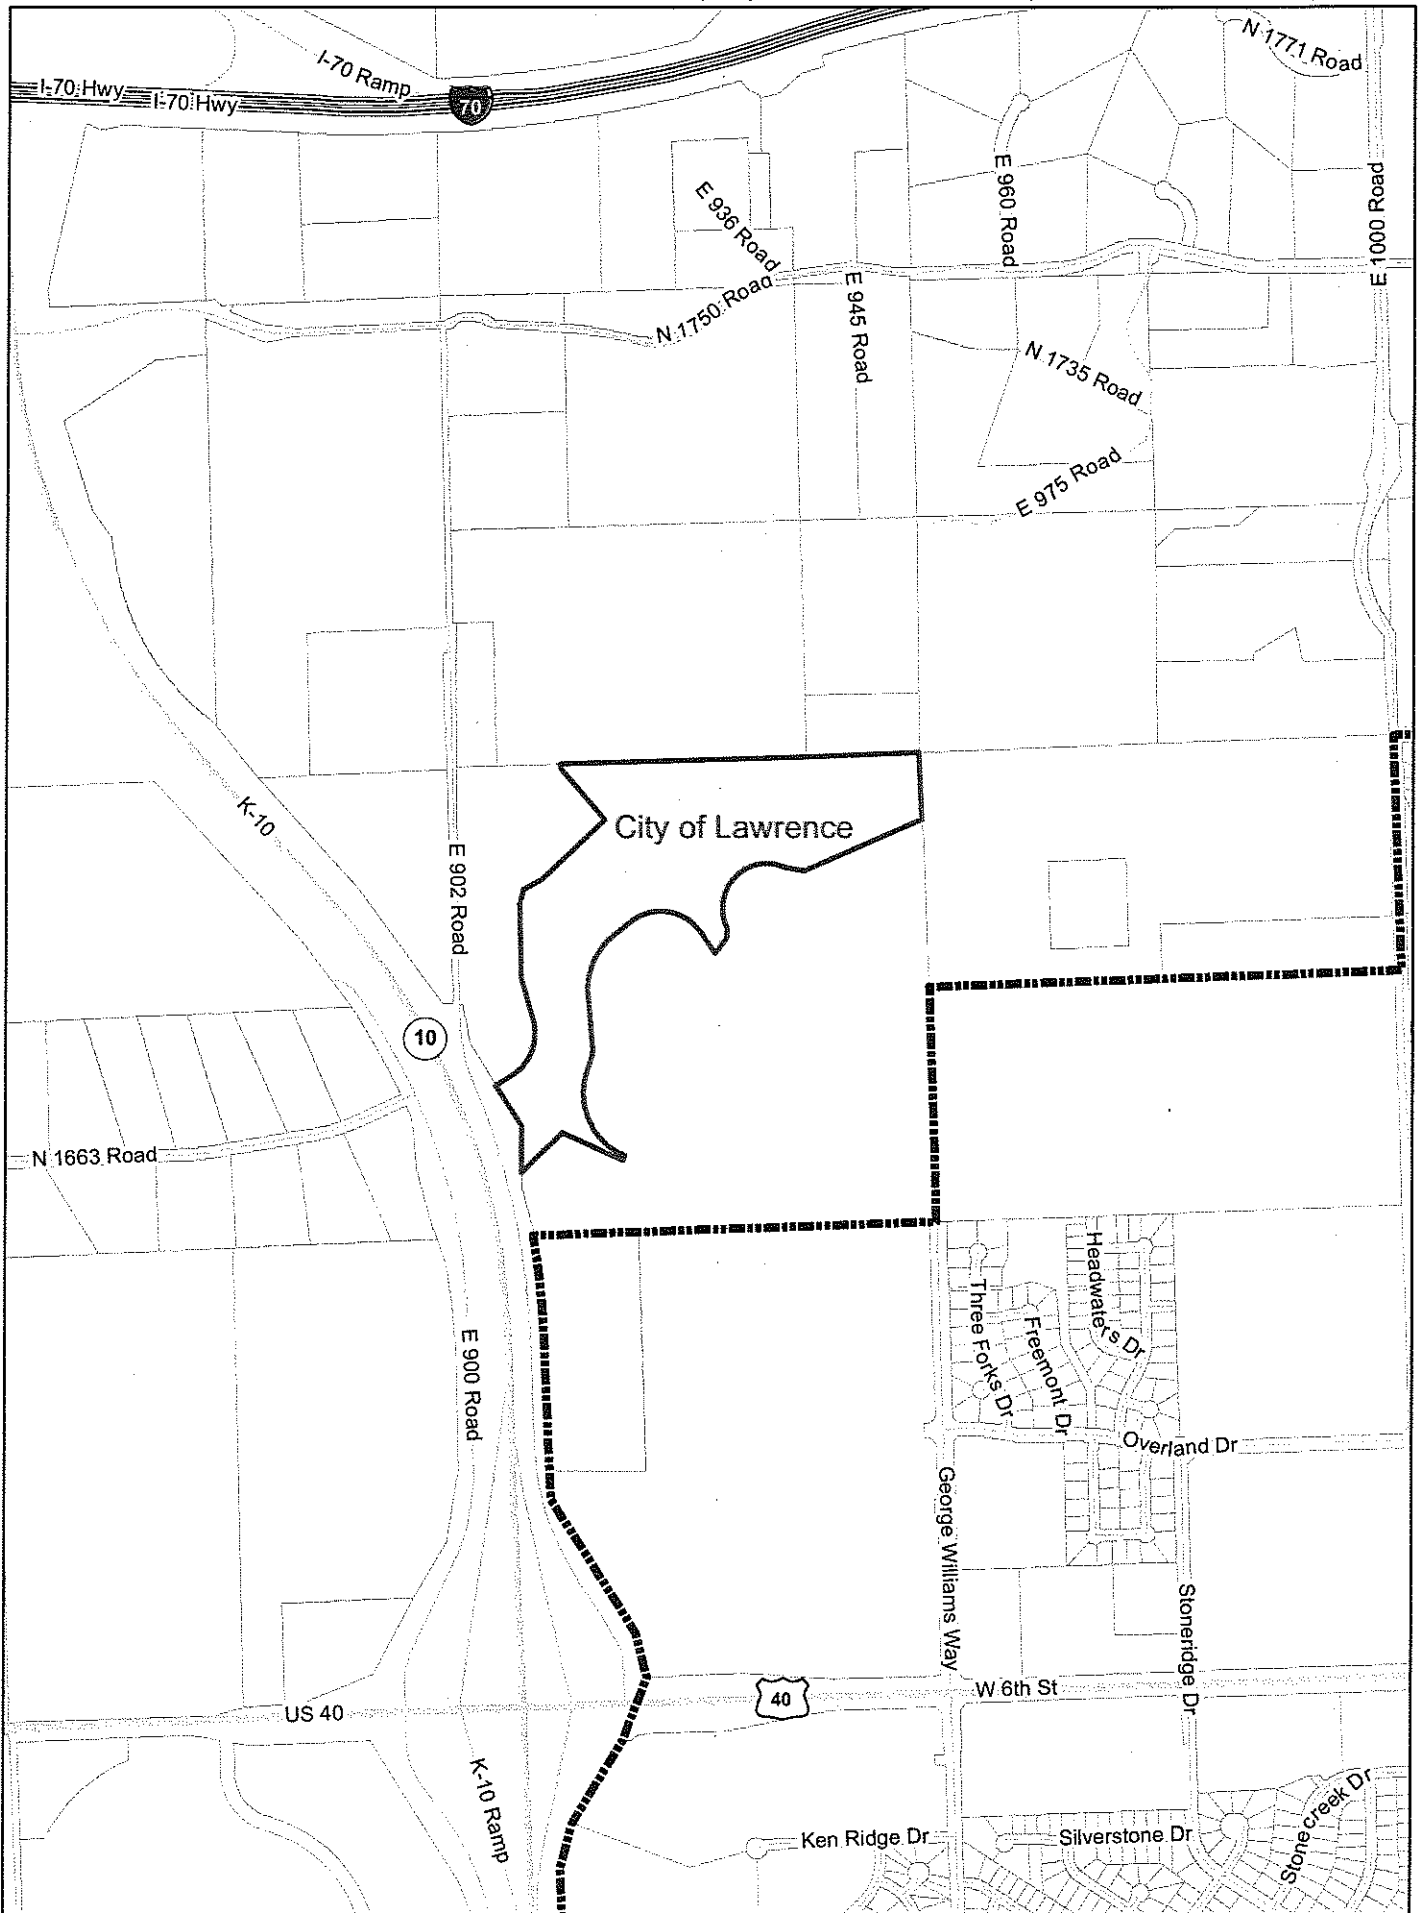 N 1771 Road
I-70 Ramp
I-70 Hwy
I-70 Hwy
70
E 936 Road
E 960 Road
E 1000 Road
N 1750 Road
E 945 Road
N 1735 Road
E 975 Road
K-10
City of Lawrence
E 902 Road
10
N 1663 Road
Headwaters Dr
Three Forks Dr
Freemont Dr
E 900 Road
Overland Dr
George Williams Way
Stoneridge Dr
US 40
40
W 6th St
K-10 Ramp
Ken Ridge Dr
Silverstone Dr
Stonecreek Dr